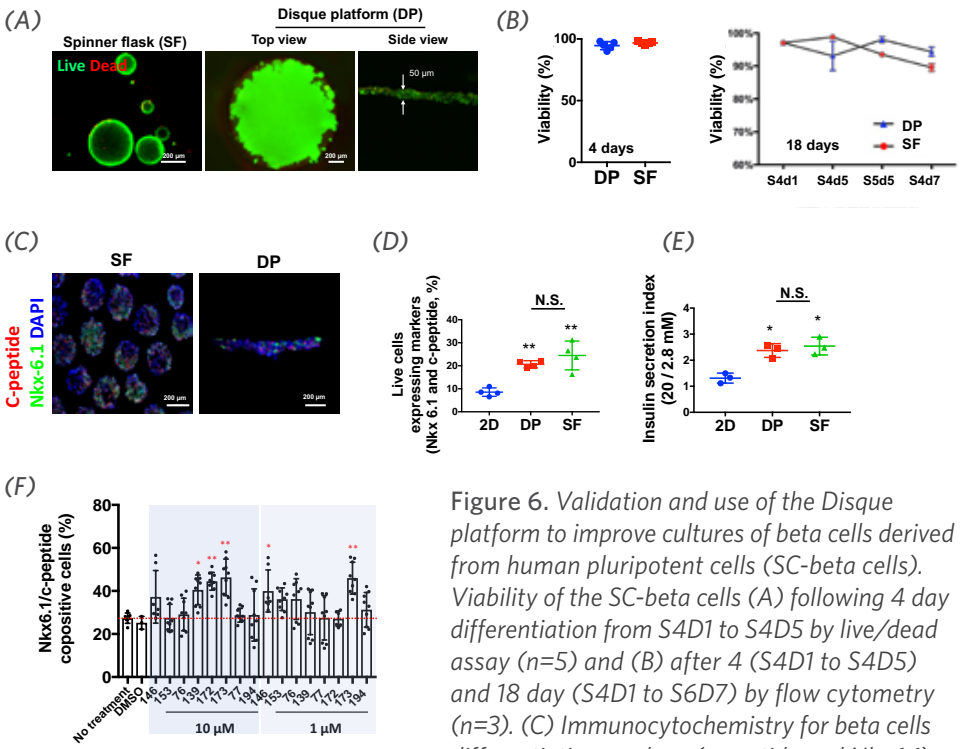 (A)
Disque platform (DP)
Spinner flask (SF)
Top view
Side view
Live Dead
50 µm
200 µm
200 µm
200 µm
(B)
Viability (%)
100
50
0
4 days
DP
SF
Viability (%)
100%
90%
80%
70%
60%
18 days
DP
SF
S4d1
S4d5
S5d5
S4d7
(C)
SF
DP
C-peptide
Nkx-6.1 DAPI
200 µm
200 µm
(D)
Live cells
expressing markers
(Nkx 6.1 and c-peptide, %)
40
30
20
10
0
N.S.
**
**
2D
DP
SF
(E)
Insulin secretion index
(20 / 2.8 mM)
4
3
2
1
0
N.S.
*
*
2D
DP
SF
(F)
Nkx6.1/c-peptide
copositive cells (%)
80
60
40
20
0
*
**
**
*
**
No treatment
DMSO
146
153
76
139
172
173
77
194
146
153
76
139
77
172
173
194
10 µM
1 µM
Figure 6. Validation and use of the Disque
platform to improve cultures of beta cells derived
from human pluripotent cells (SC-beta cells).
Viability of the SC-beta cells (A) following 4 day
differentiation from S4D1 to S4D5 by live/dead
assay (n=5) and (B) after 4 (S4D1 to S4D5)
and 18 day (S4D1 to S6D7) by flow cytometry
(n=3). (C) Immunocytochemistry for beta cells